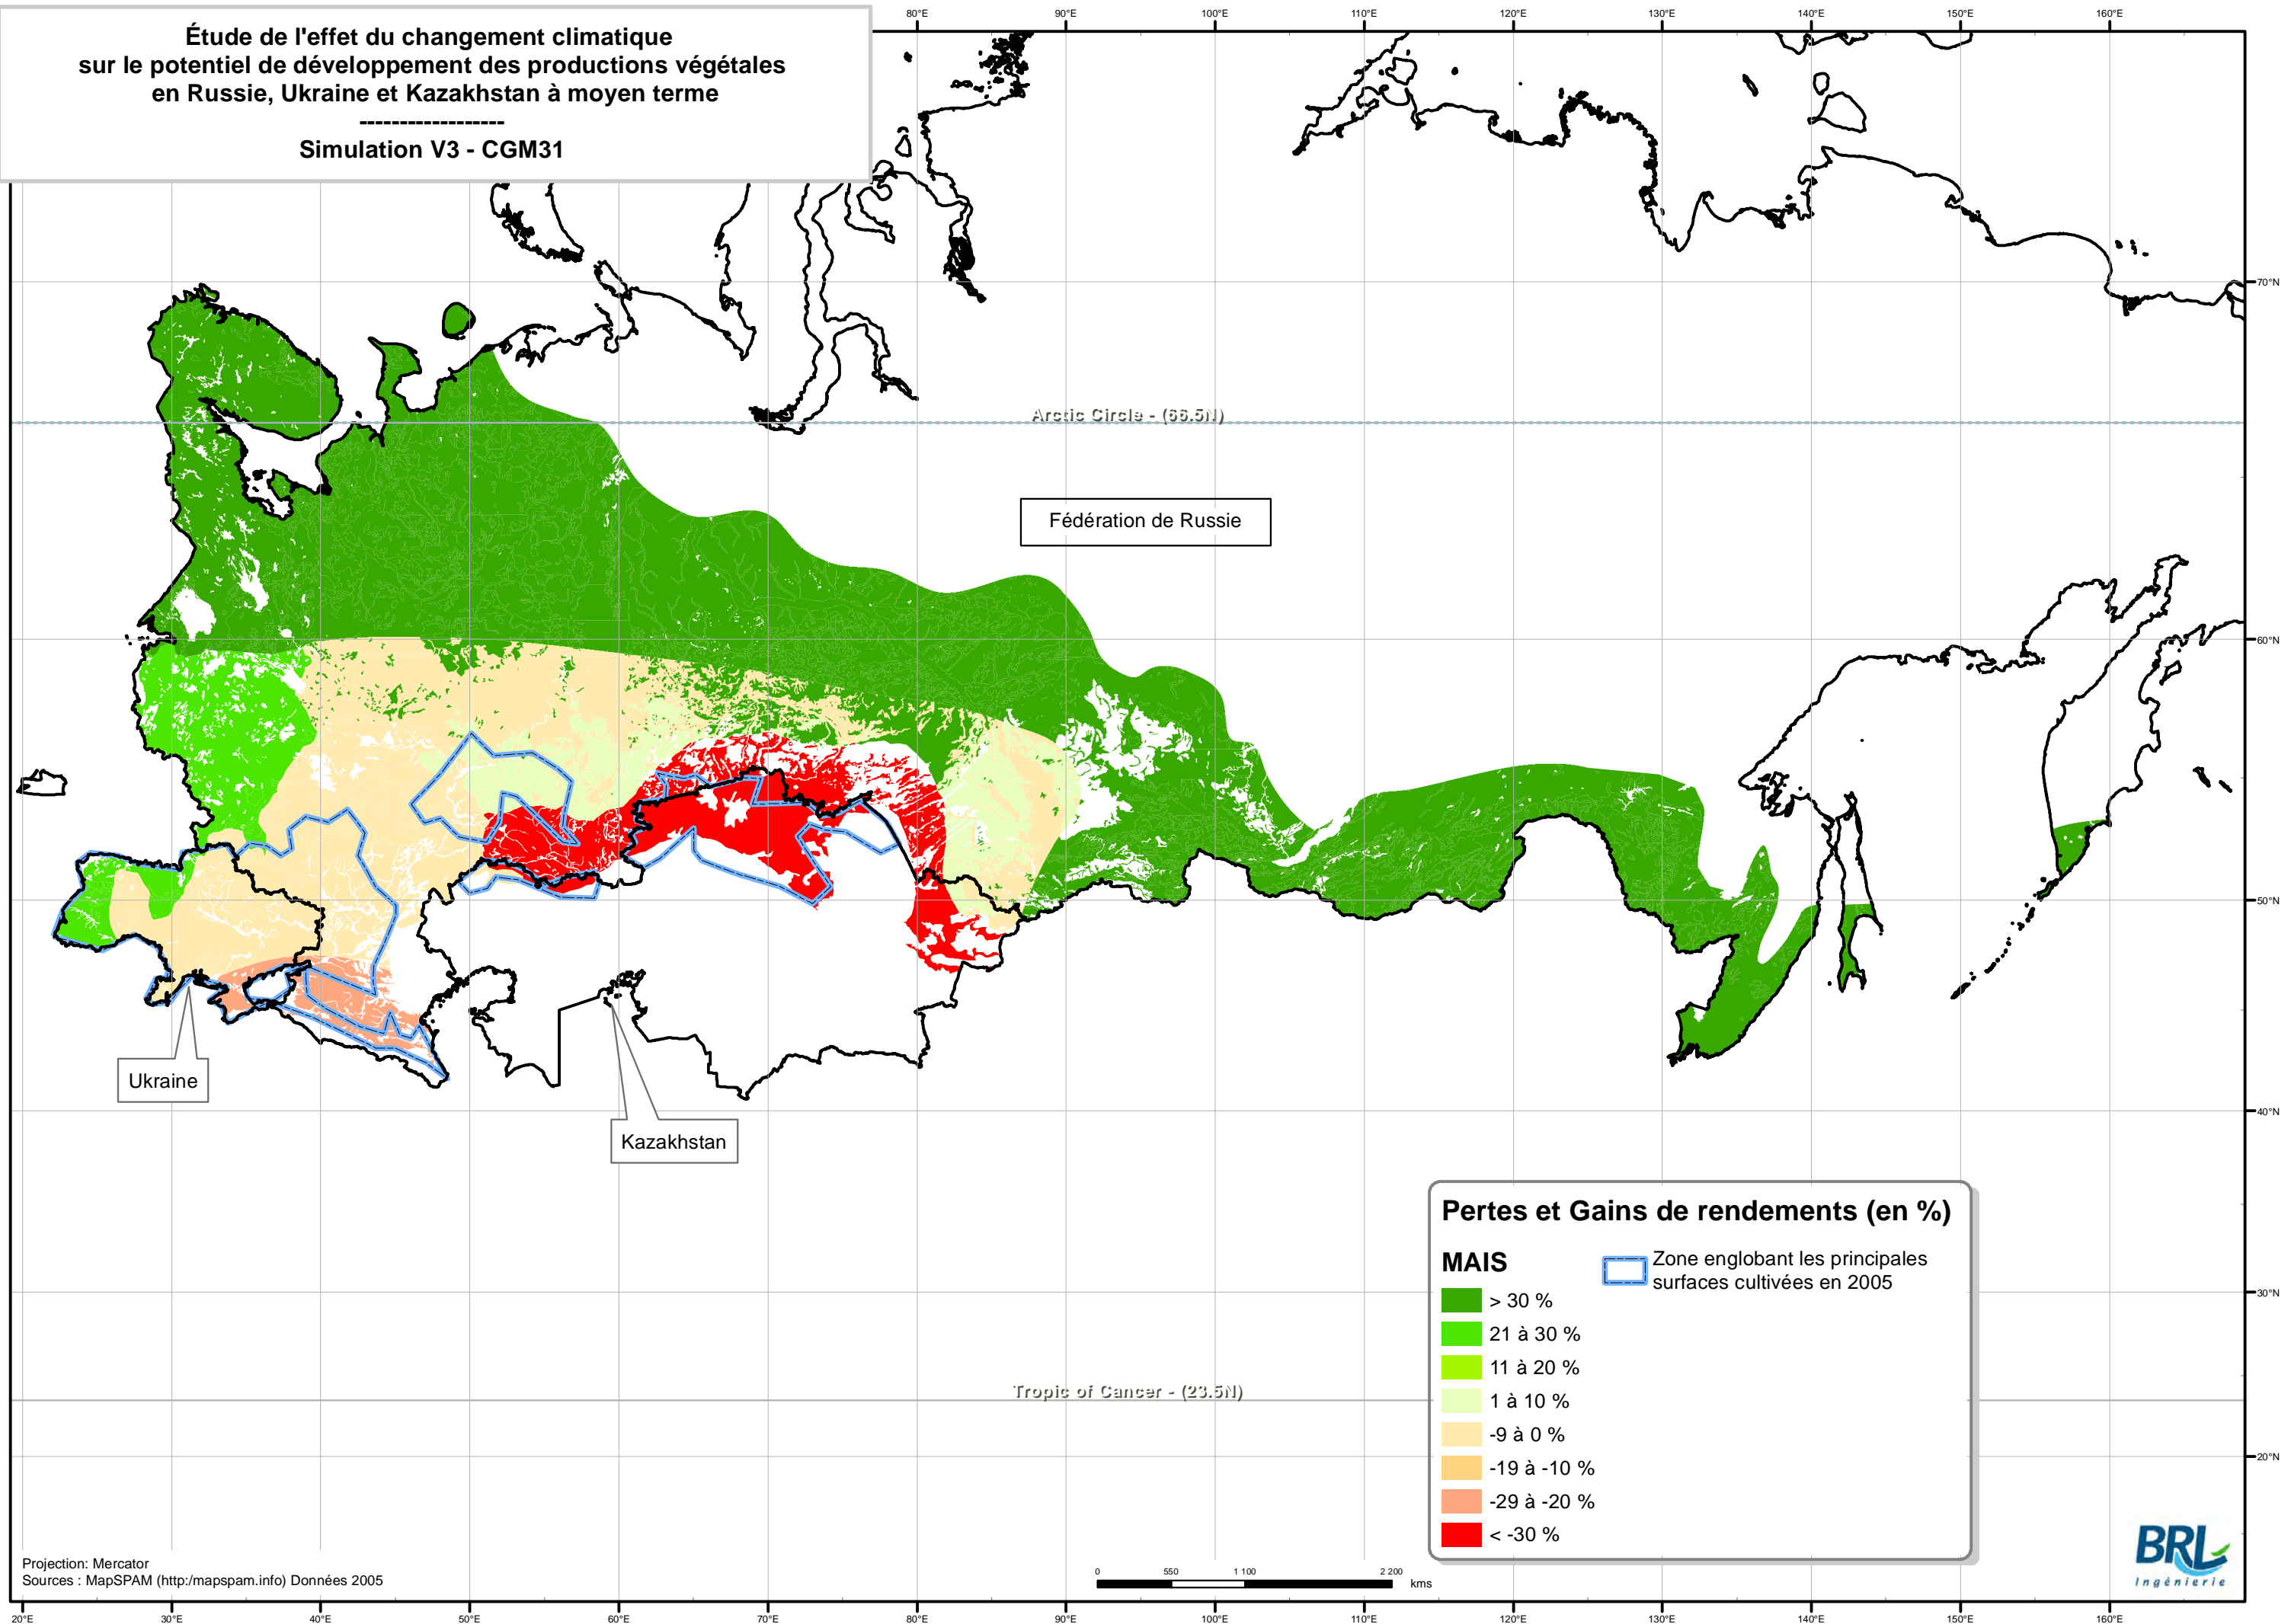 Étude de l'effet du changement climatique
sur le potentiel de développement des productions végétales
en Russie, Ukraine et Kazakhstan à moyen terme
------------------
Simulation V3 - CGM31
80°E 90°E 100°E 110°E 120°E 130°E 140°E 150°E 160°E
70°N
Arctic Circle - (66.5N)
Fédération de Russie
60°N
50°N
Ukraine
40°N
Kazakhstan
Pertes et Gains de rendements (en %)
MAIS
Zone englobant les principales
surfaces cultivées en 2005
> 30 %
21 à 30 %
11 à 20 %
1 à 10 %
-9 à 0 %
-19 à -10 %
-29 à -20 %
< -30 %
30°N
Tropic of Cancer - (23.5N)
20°N
BRL
Ingénierie
Projection: Mercator
Sources : MapSPAM (http:/mapspam.info) Données 2005
0 550 1 100 2 200
kms
20°E 30°E 40°E 50°E 60°E 70°E 80°E 90°E 100°E 110°E 120°E 130°E 140°E 150°E 160°E